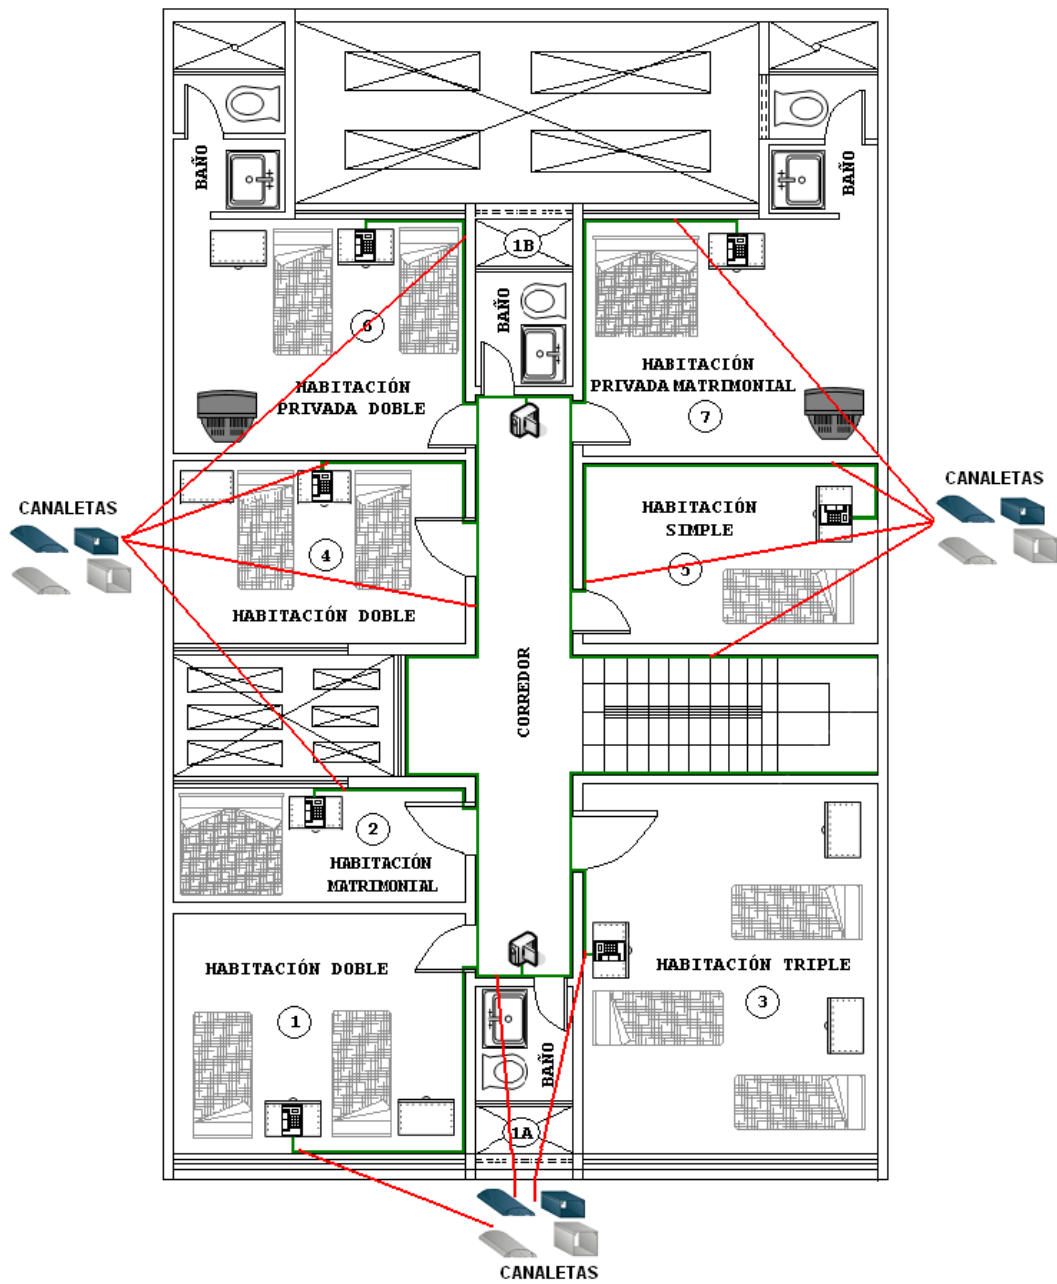 BAÑO
BAÑO
1B
BAÑO
6
HABITACIÓN
PRIVADA DOBLE
HABITACIÓN
PRIVADA MATRIMONIAL
7
CANALETAS
CANALETAS
4
HABITACIÓN DOBLE
HABITACIÓN
SIMPLE
5
CORREDOR
2
HABITACIÓN
MATRIMONIAL
HABITACIÓN DOBLE
1
HABITACIÓN TRIPLE
3
BAÑO
1A
CANALETAS